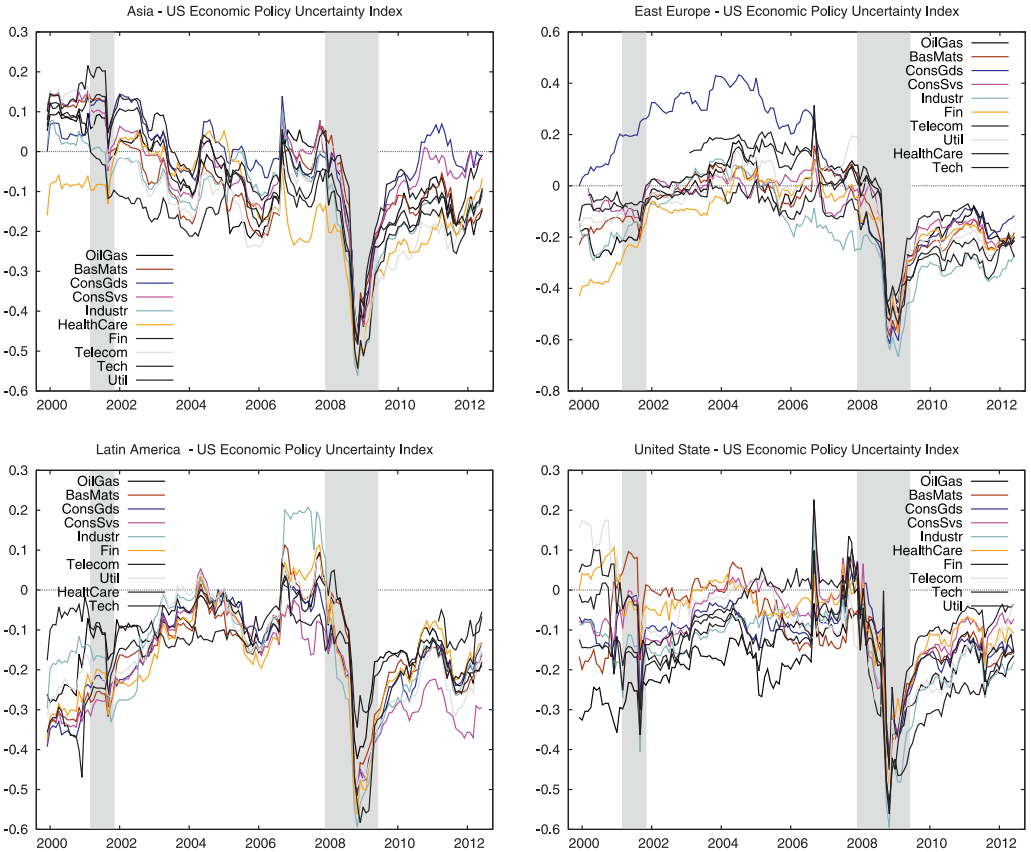 Asia - US Economic Policy Uncertainty Index
0.3
0.2
0.1
0
-0.1
-0.2
-0.3
-0.4
-0.5
-0.6
OilGas
BasMats
ConsGds
ConsSvs
Industr
HealthCare
Fin
Telecom
Tech
Util
2000 2002 2004 2006 2008 2010 2012
East Europe - US Economic Policy Uncertainty Index
0.6
0.4
0.2
0
-0.2
-0.4
-0.6
-0.8
OilGas
BasMats
ConsGds
ConsSvs
Industr
Fin
Telecom
Util
HealthCare
Tech
2000 2002 2004 2006 2008 2010 2012
Latin America - US Economic Policy Uncertainty Index
0.3
0.2
0.1
0
-0.1
-0.2
-0.3
-0.4
-0.5
-0.6
OilGas
BasMats
ConsGds
ConsSvs
Industr
Fin
Telecom
Util
HealthCare
Tech
2000 2002 2004 2006 2008 2010 2012
United State - US Economic Policy Uncertainty Index
0.3
0.2
0.1
0
-0.1
-0.2
-0.3
-0.4
-0.5
-0.6
OilGas
BasMats
ConsGds
ConsSvs
Industr
HealthCare
Fin
Telecom
Tech
Util
2000 2002 2004 2006 2008 2010 2012